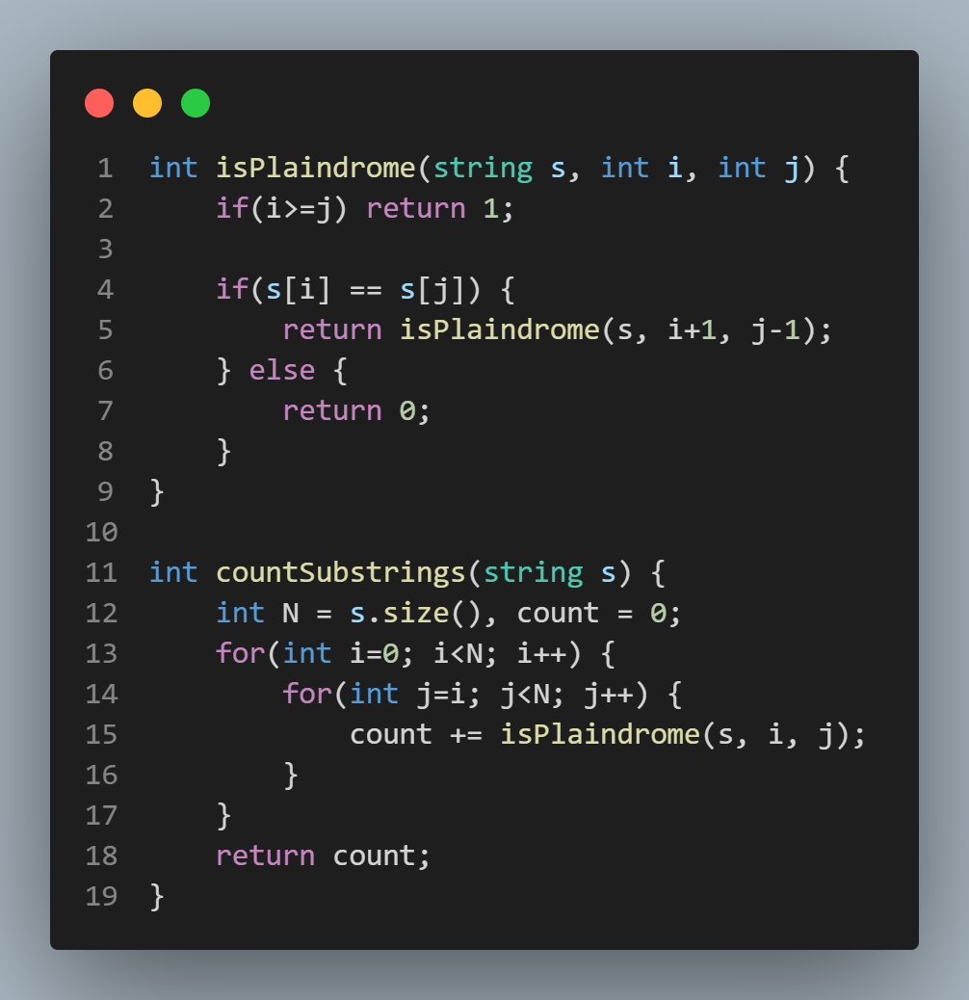 1 int isPlaindrome(string s, int i, int j) {
2     if(i>=j) return 1;
3
4     if(s[i] == s[j]) {
5         return isPlaindrome(s, i+1, j-1);
6     } else {
7         return 0;
8     }
9 }
10
11 int countSubstrings(string s) {
12     int N = s.size(), count = 0;
13     for(int i=0; i<N; i++) {
14         for(int j=i; j<N; j++) {
15             count += isPlaindrome(s, i, j);
16         }
17     }
18     return count;
19 }